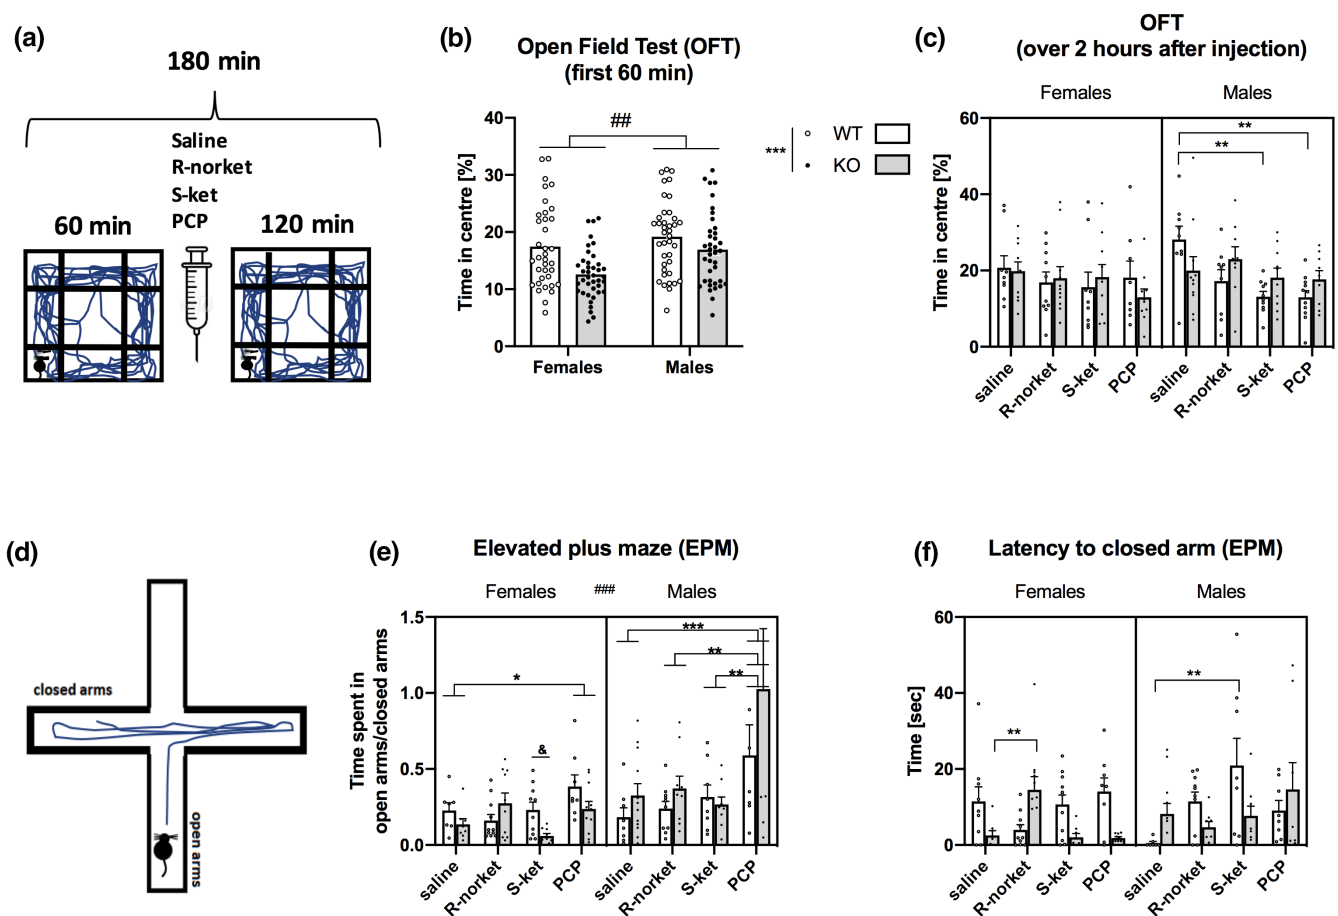 (a)
180 min
Saline
R-norket
S-ket
PCP
60 min
120 min
(b)
Open Field Test (OFT)
(first 60 min)
Time in centre [%]
40
30
20
10
0
##
Females
Males
***
WT
KO
(c)
OFT
(over 2 hours after injection)
Females
Males
Time in centre [%]
60
40
20
0
**
**
saline
R-norket
S-ket
PCP
saline
R-norket
S-ket
PCP
(d)
closed arms
open arms
(e)
Elevated plus maze (EPM)
Females
###
Males
Time spent in
open arms/closed arms
1.5
1.0
0.5
0.0
*
&
***
**
**
saline
R-norket
S-ket
PCP
saline
R-norket
S-ket
PCP
(f)
Latency to closed arm (EPM)
Females
Males
Time [sec]
60
40
20
0
**
**
saline
R-norket
S-ket
PCP
saline
R-norket
S-ket
PCP